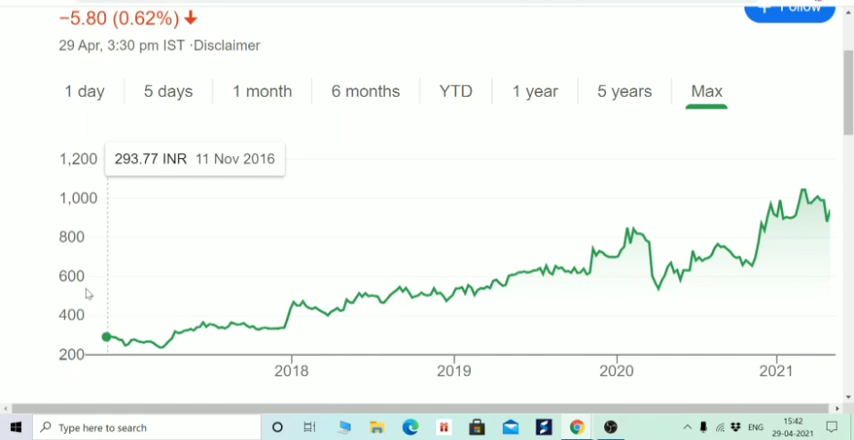 −5.80 (0.62%)
Follow
29 Apr, 3:30 pm IST ·Disclaimer
1 day 5 days 1 month 6 months YTD 1 year 5 years Max
1,200
293.77 INR 11 Nov 2016
1,000
800
600
400
200
2018 2019 2020 2021
Type here to search
ENG
15:42
29-04-2021